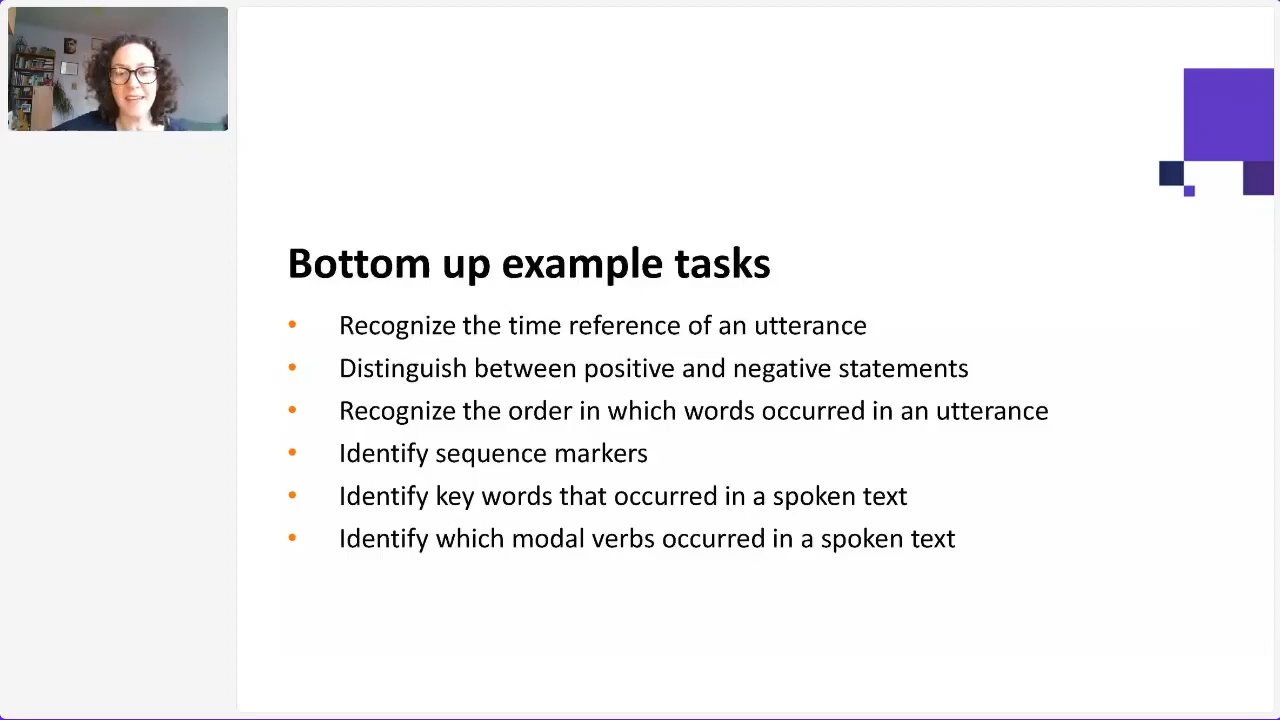 Bottom up example tasks
• Recognize the time reference of an utterance
• Distinguish between positive and negative statements
• Recognize the order in which words occurred in an utterance
• Identify sequence markers
• Identify key words that occurred in a spoken text
• Identify which modal verbs occurred in a spoken text